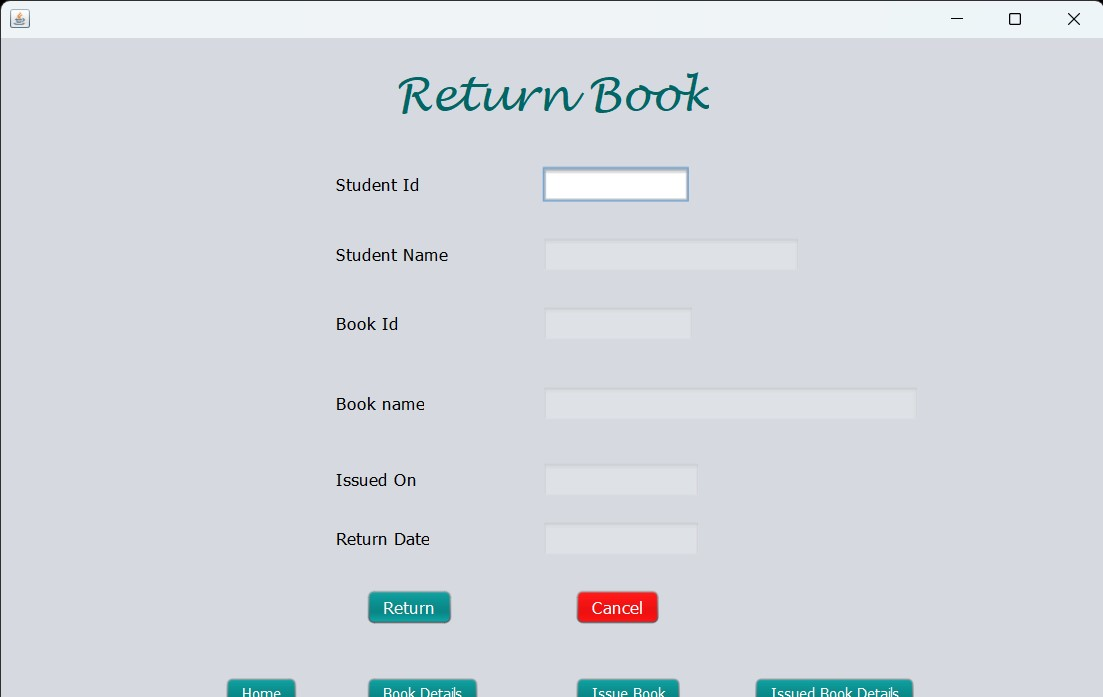 Return Book
Student Id
Student Name
Book Id
Book name
Issued On
Return Date
Return Cancel
Home Book Details Issue Book Issued Book Details